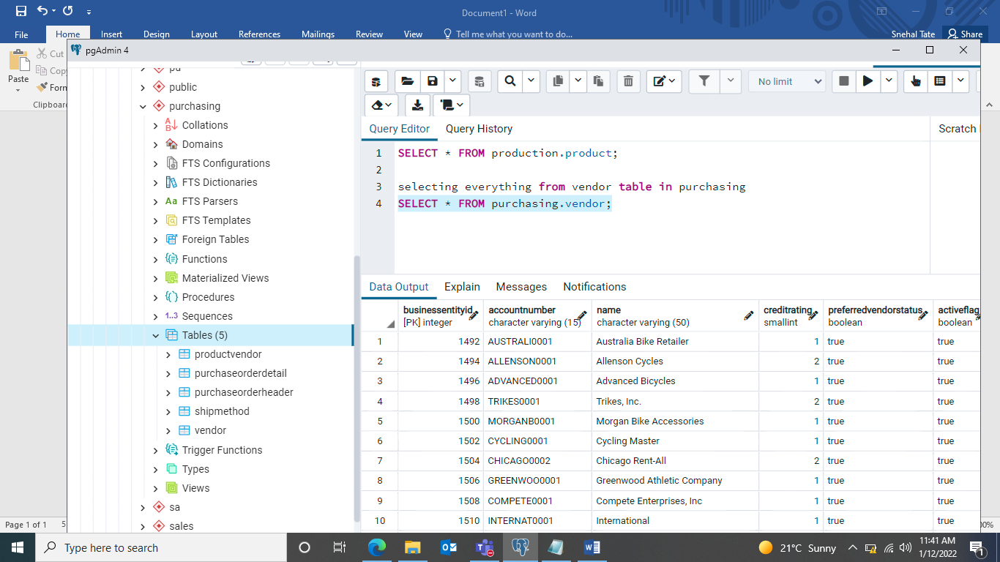 Document1 - Word
File Home Insert Design Layout References Mailings Review View Tell me what you want to do... Snehal Tate Share
pgAdmin 4
Cut
Paste
Clipboard
public
purchasing
Collations
Domains
FTS Configurations
FTS Dictionaries
Aa FTS Parsers
FTS Templates
Foreign Tables
Functions
Materialized Views
Procedures
1..3 Sequences
Tables (5)
productvendor
purchaseorderdetail
purchaseorderheader
shipmethod
vendor
Trigger Functions
Types
Views
sa
sales
No limit
Query Editor Query History Scratch
1 SELECT * FROM production.product;
2
3 selecting everything from vendor table in purchasing
4 SELECT * FROM purchasing.vendor;
Data Output Explain Messages Notifications
businessentityid accountnumber name creditrating preferredvendorstatus activeflag
[PK] integer character varying (15) character varying (50) smallint boolean boolean
1 1492 AUSTRALI0001 Australia Bike Retailer 1 true true
2 1494 ALLENSON0001 Allenson Cycles 2 true true
3 1496 ADVANCED0001 Advanced Bicycles 1 true true
4 1498 TRIKES0001 Trikes, Inc. 2 true true
5 1500 MORGANB0001 Morgan Bike Accessories 1 true true
6 1502 CYCLING0001 Cycling Master 1 true true
7 1504 CHICAGO0002 Chicago Rent-All 2 true true
8 1506 GREENWOO0001 Greenwood Athletic Company 1 true true
9 1508 COMPETE0001 Compete Enterprises, Inc 1 true true
10 1510 INTERNAT0001 International 1 true true
Page 1 of 1
Type here to search
21°C Sunny
11:41 AM
1/12/2022
1